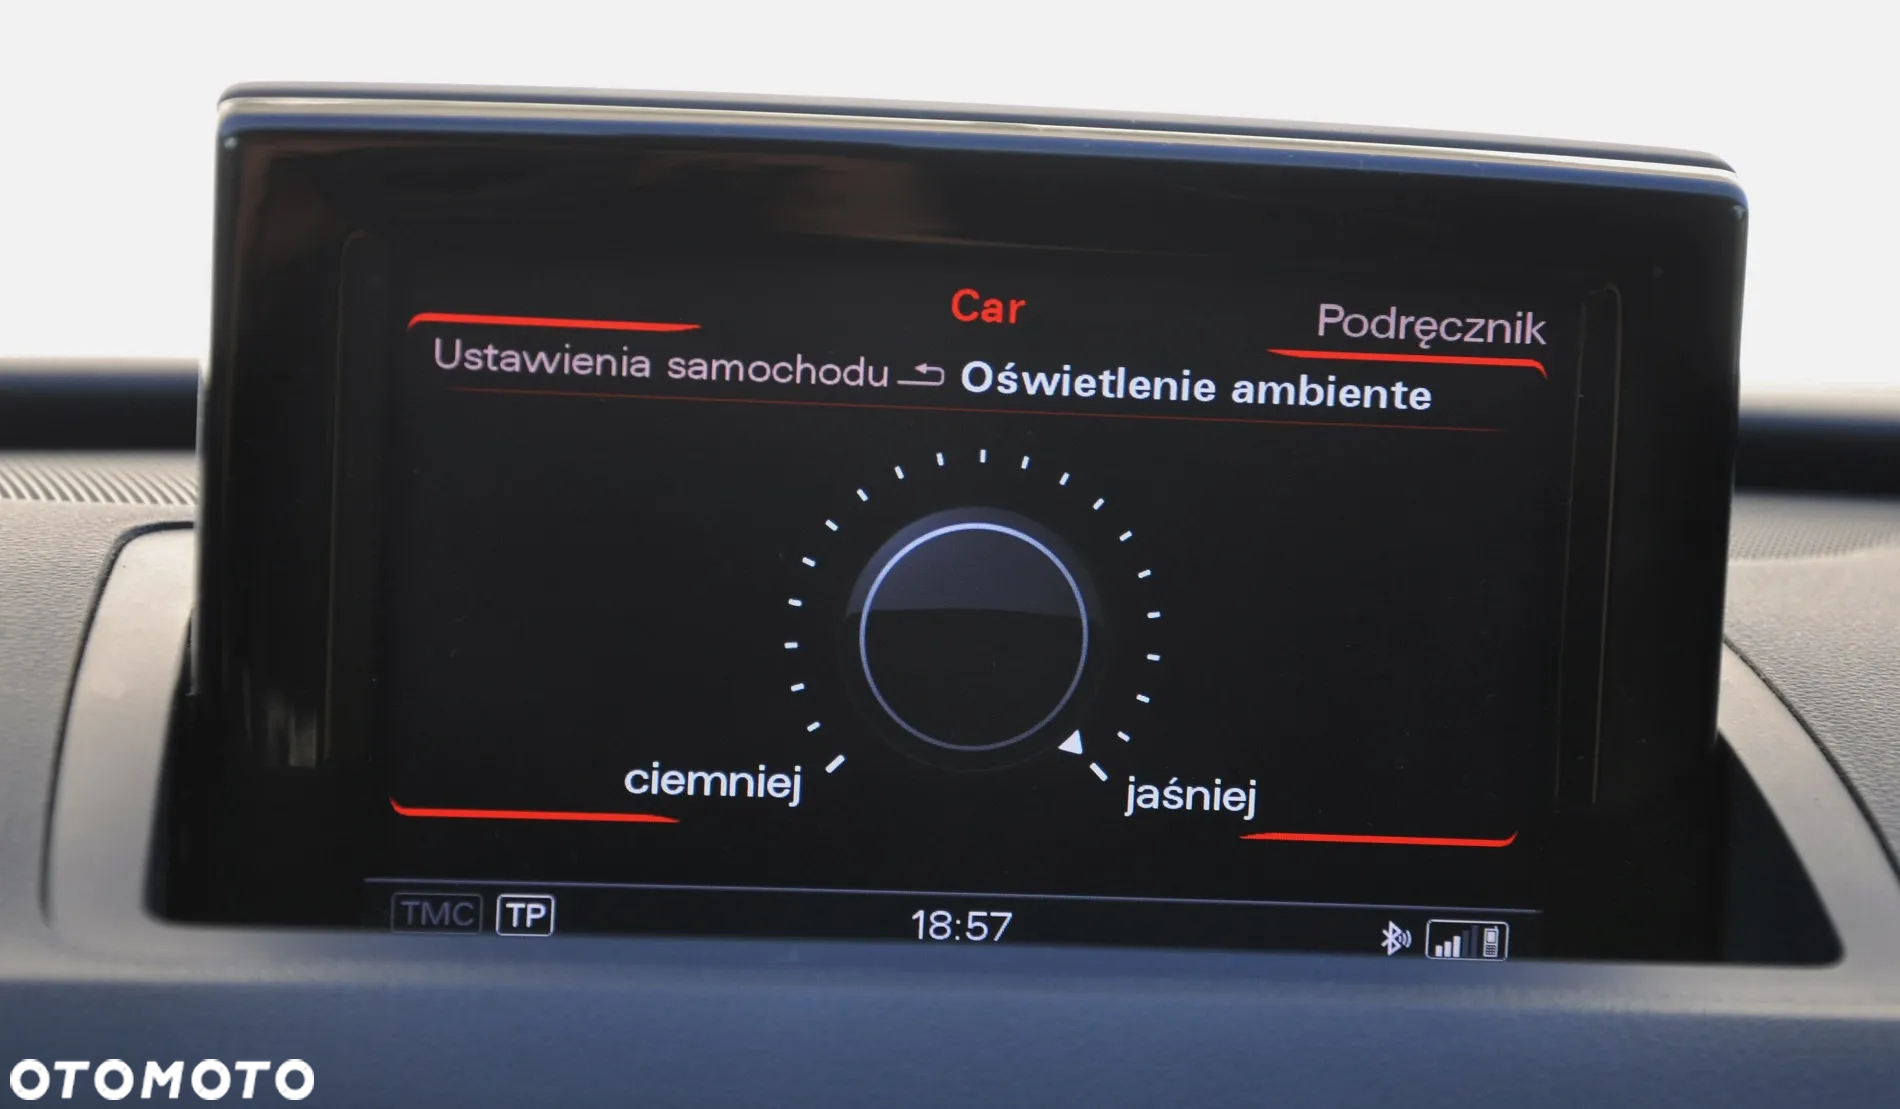 Car
Podręcznik
Ustawienia samochodu Oświetlenie ambiente
ciemniej
jaśniej
TMC TP 18:57
OTOMOTO